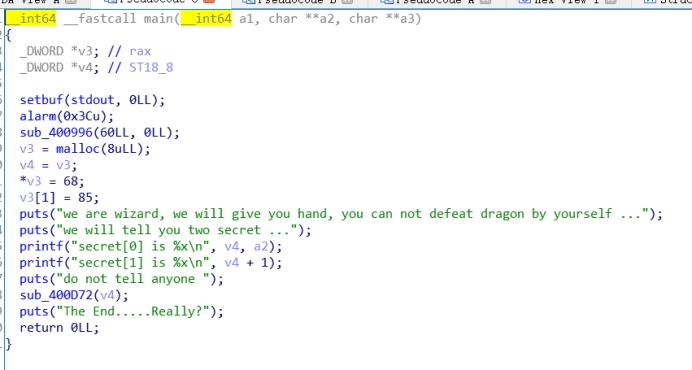 Pseudocode B
Hex View 1
__int64 __fastcall main(__int64 a1, char **a2, char **a3)
{
_DWORD *v3; // rax
_DWORD *v4; // ST18_8
setbuf(stdout, 0LL);
alarm(0x3Cu);
sub_400996(60LL, 0LL);
v3 = malloc(8uLL);
v4 = v3;
*v3 = 68;
v3[1] = 85;
puts("we are wizard, we will give you hand, you can not defeat dragon by yourself ...");
puts("we will tell you two secret ...");
printf("secret[0] is %x\n", v4, a2);
printf("secret[1] is %x\n", v4 + 1);
puts("do not tell anyone ");
sub_400D72(v4);
puts("The End.....Really?");
return 0LL;
}